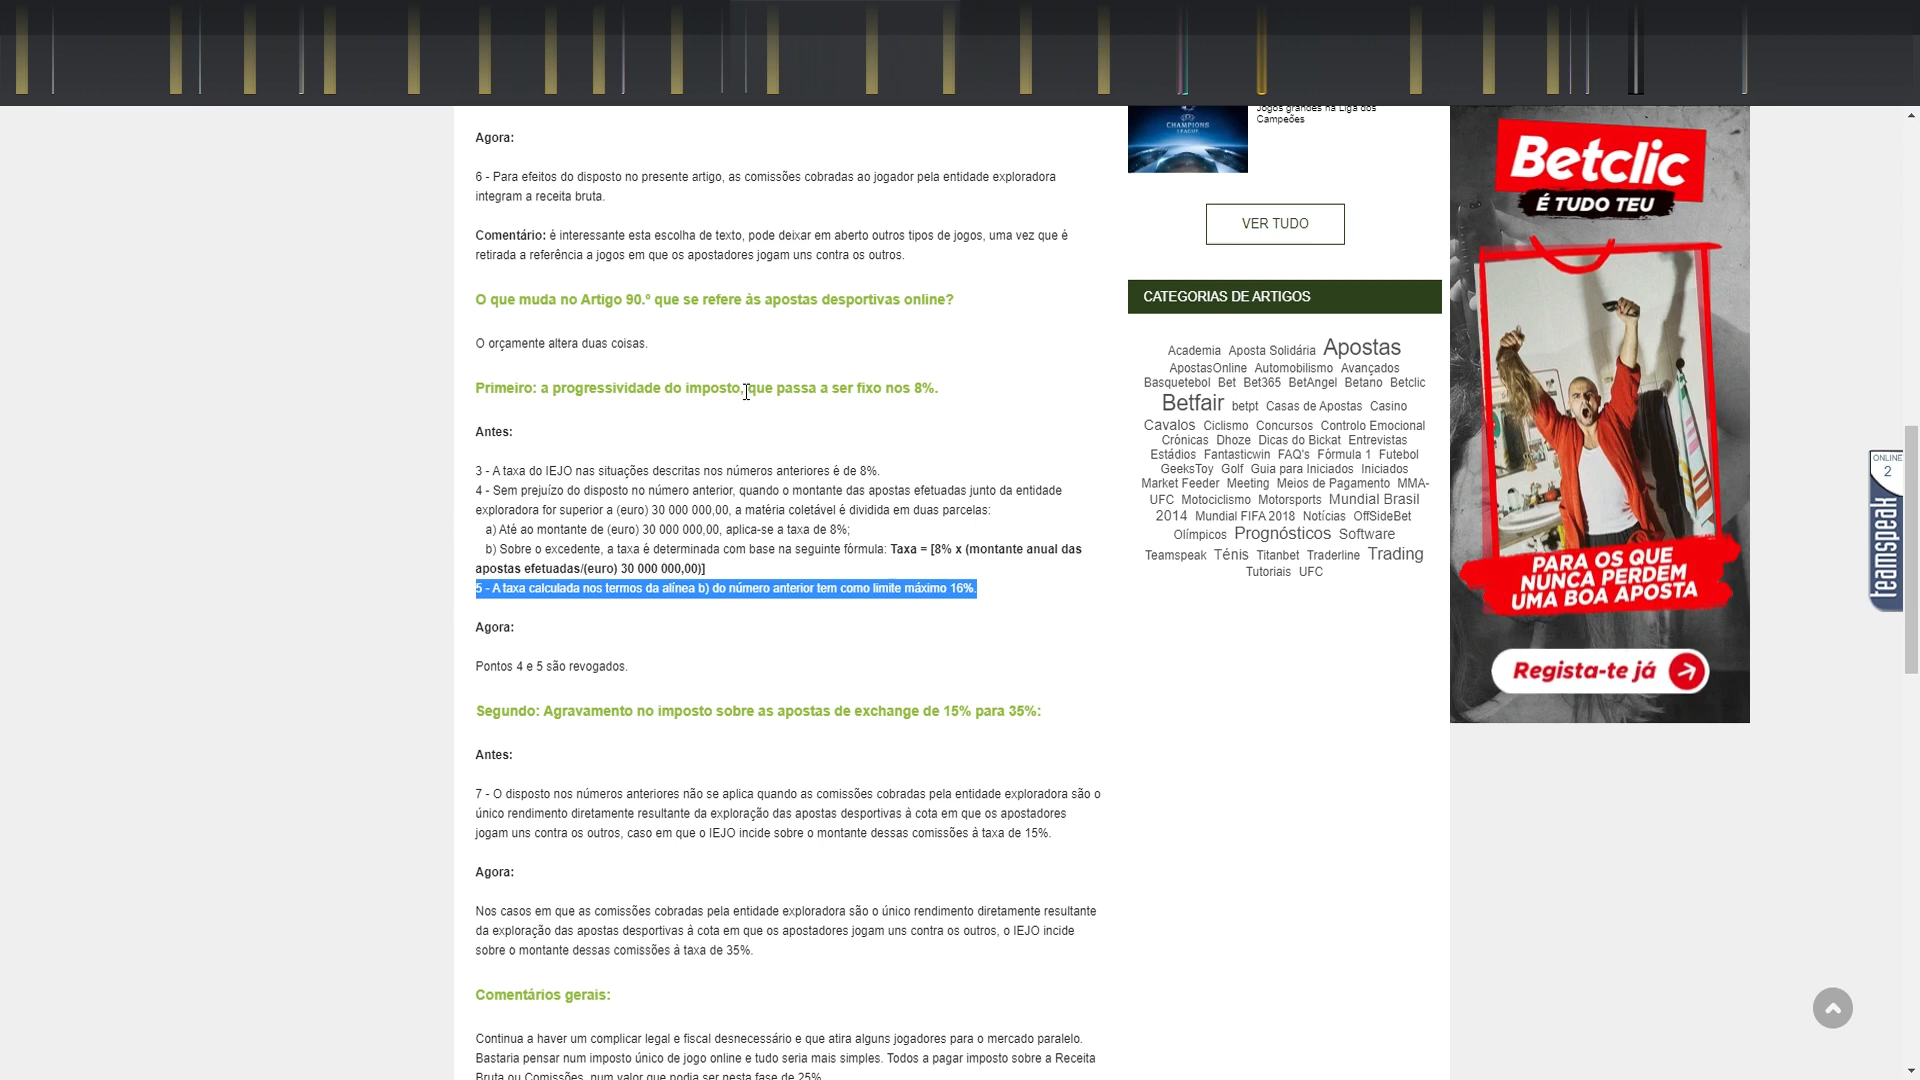 Agora:
6 - Para efeitos do disposto no presente artigo, as comissões cobradas ao jogador pela entidade exploradora
integram a receita bruta.
Comentário: é interessante esta escolha de texto, pode deixar em aberto outros tipos de jogos, uma vez que é
retirada a referência a jogos em que os apostadores jogam uns contra os outros.
O que muda no Artigo 90.º que se refere às apostas desportivas online?
O orçamente altera duas coisas.
Primeiro: a progressividade do imposto, que passa a ser fixo nos 8%.
Antes:
3 - A taxa do IEJO nas situações descritas nos números anteriores é de 8%.
4 - Sem prejuízo do disposto no número anterior, quando o montante das apostas efetuadas junto da entidade
exploradora for superior a (euro) 30 000 000,00, a matéria coletável é dividida em duas parcelas:
a) Até ao montante de (euro) 30 000 000,00, aplica-se a taxa de 8%;
b) Sobre o excedente, a taxa é determinada com base na seguinte fórmula: Taxa = [8% x (montante anual das
apostas efetuadas/(euro) 30 000 000,00)]
5 - A taxa calculada nos termos da alínea b) do número anterior tem como limite máximo 16%.
Agora:
Pontos 4 e 5 são revogados.
Segundo: Agravamento no imposto sobre as apostas de exchange de 15% para 35%:
Antes:
7 - O disposto nos números anteriores não se aplica quando as comissões cobradas pela entidade exploradora são o
único rendimento diretamente resultante da exploração das apostas desportivas à cota em que os apostadores
jogam uns contra os outros, caso em que o IEJO incide sobre o montante dessas comissões à taxa de 15%.
Agora:
Nos casos em que as comissões cobradas pela entidade exploradora são o único rendimento diretamente resultante
da exploração das apostas desportivas à cota em que os apostadores jogam uns contra os outros, o IEJO incide
sobre o montante dessas comissões à taxa de 35%.
Comentários gerais:
Continua a haver um complicar legal e fiscal desnecessário e que atira alguns jogadores para o mercado paralelo.
Bastaria pensar num imposto único de jogo online e tudo seria mais simples. Todos a pagar imposto sobre a Receita
Bruta ou Comissões, num valor que podia ser nesta fase de 25%.
CHAMPIONS
LEAGUE
Jogos grandes na Liga dos
Campeões
VER TUDO
CATEGORIAS DE ARTIGOS
Academia Aposta Solidária Apostas
ApostasOnline Automobilismo Avançados
Basquetebol Bet Bet365 BetAngel Betano Betclic
Betfair betpt Casas de Apostas Casino
Cavalos Ciclismo Concursos Controlo Emocional
Crónicas Dhoze Dicas do Bickat Entrevistas
Estádios Fantasticwin FAQ's Fórmula 1 Futebol
GeeksToy Golf Guia para Iniciados Iniciados
Market Feeder Meeting Meios de Pagamento MMA-
UFC Motociclismo Motorsports Mundial Brasil
2014 Mundial FIFA 2018 Notícias OffSideBet
Olímpicos Prognósticos Software
Teamspeak Ténis Titanbet Traderline Trading
Tutoriais UFC
Betclic
É TUDO TEU
PARA OS QUE
NUNCA PERDEM
UMA BOA APOSTA
Regista-te já
ONLINE
2
teamspeak